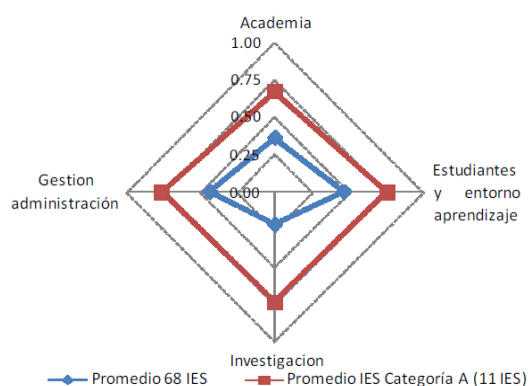 Academia
1.00
0.75
0.50
0.25
0.00
Gestion
administración
Estudiantes
y entorno
aprendizaje
Investigacion
Promedio 68 IES
Promedio IES Categoría A (11 IES)